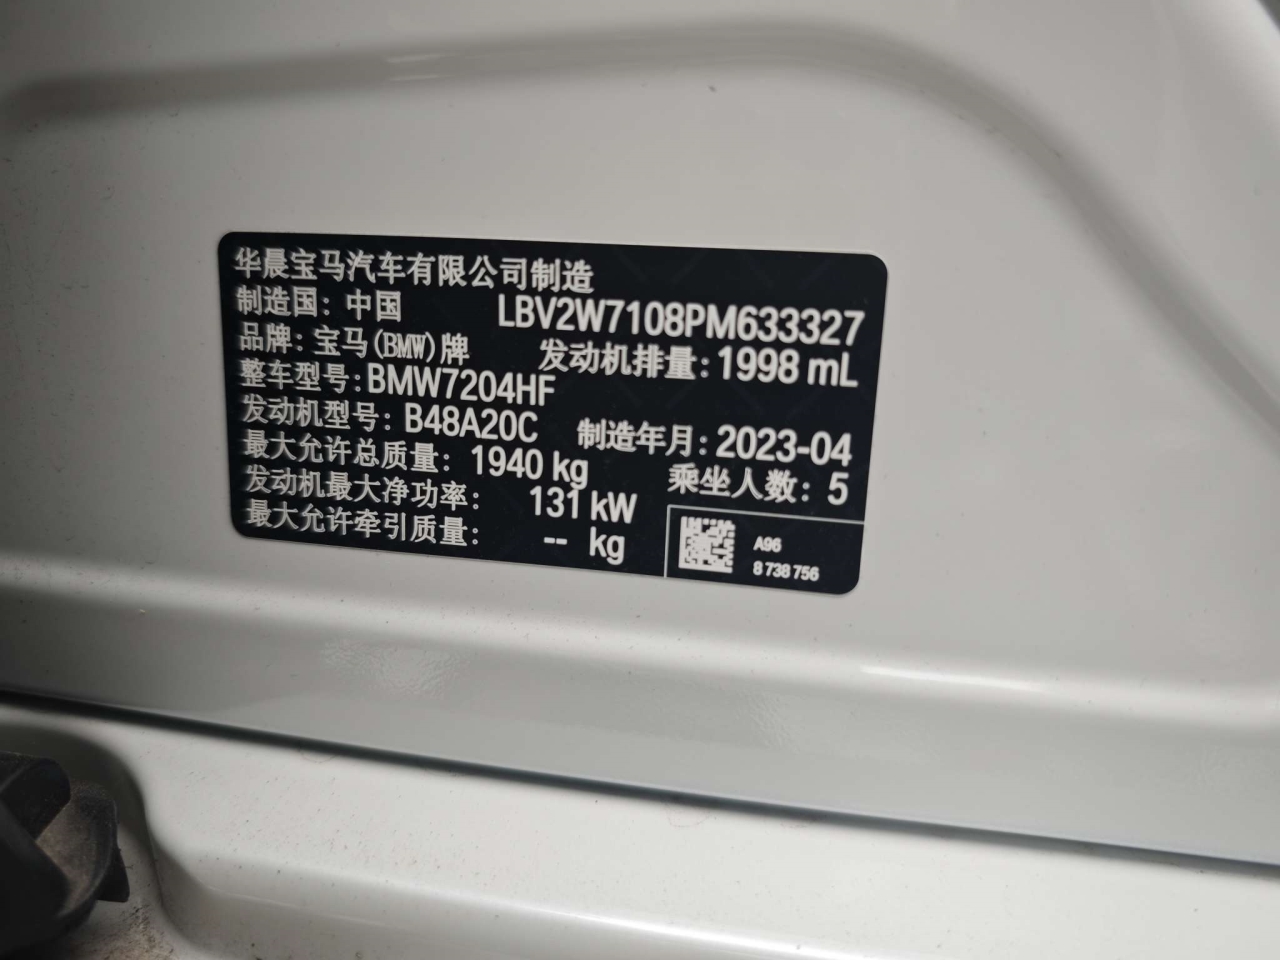 华晨宝马汽车有限公司制造
制造国：中国 LBV2W7108PM633327
品牌：宝马(BMW)牌 发动机排量：1998 mL
整车型号：BMW7204HF
发动机型号：B48A20C 制造年月：2023-04
最大允许总质量：1940 kg 乘坐人数：5
发动机最大净功率：131 kW
最大允许牵引质量：-- kg
A96
8 738 756